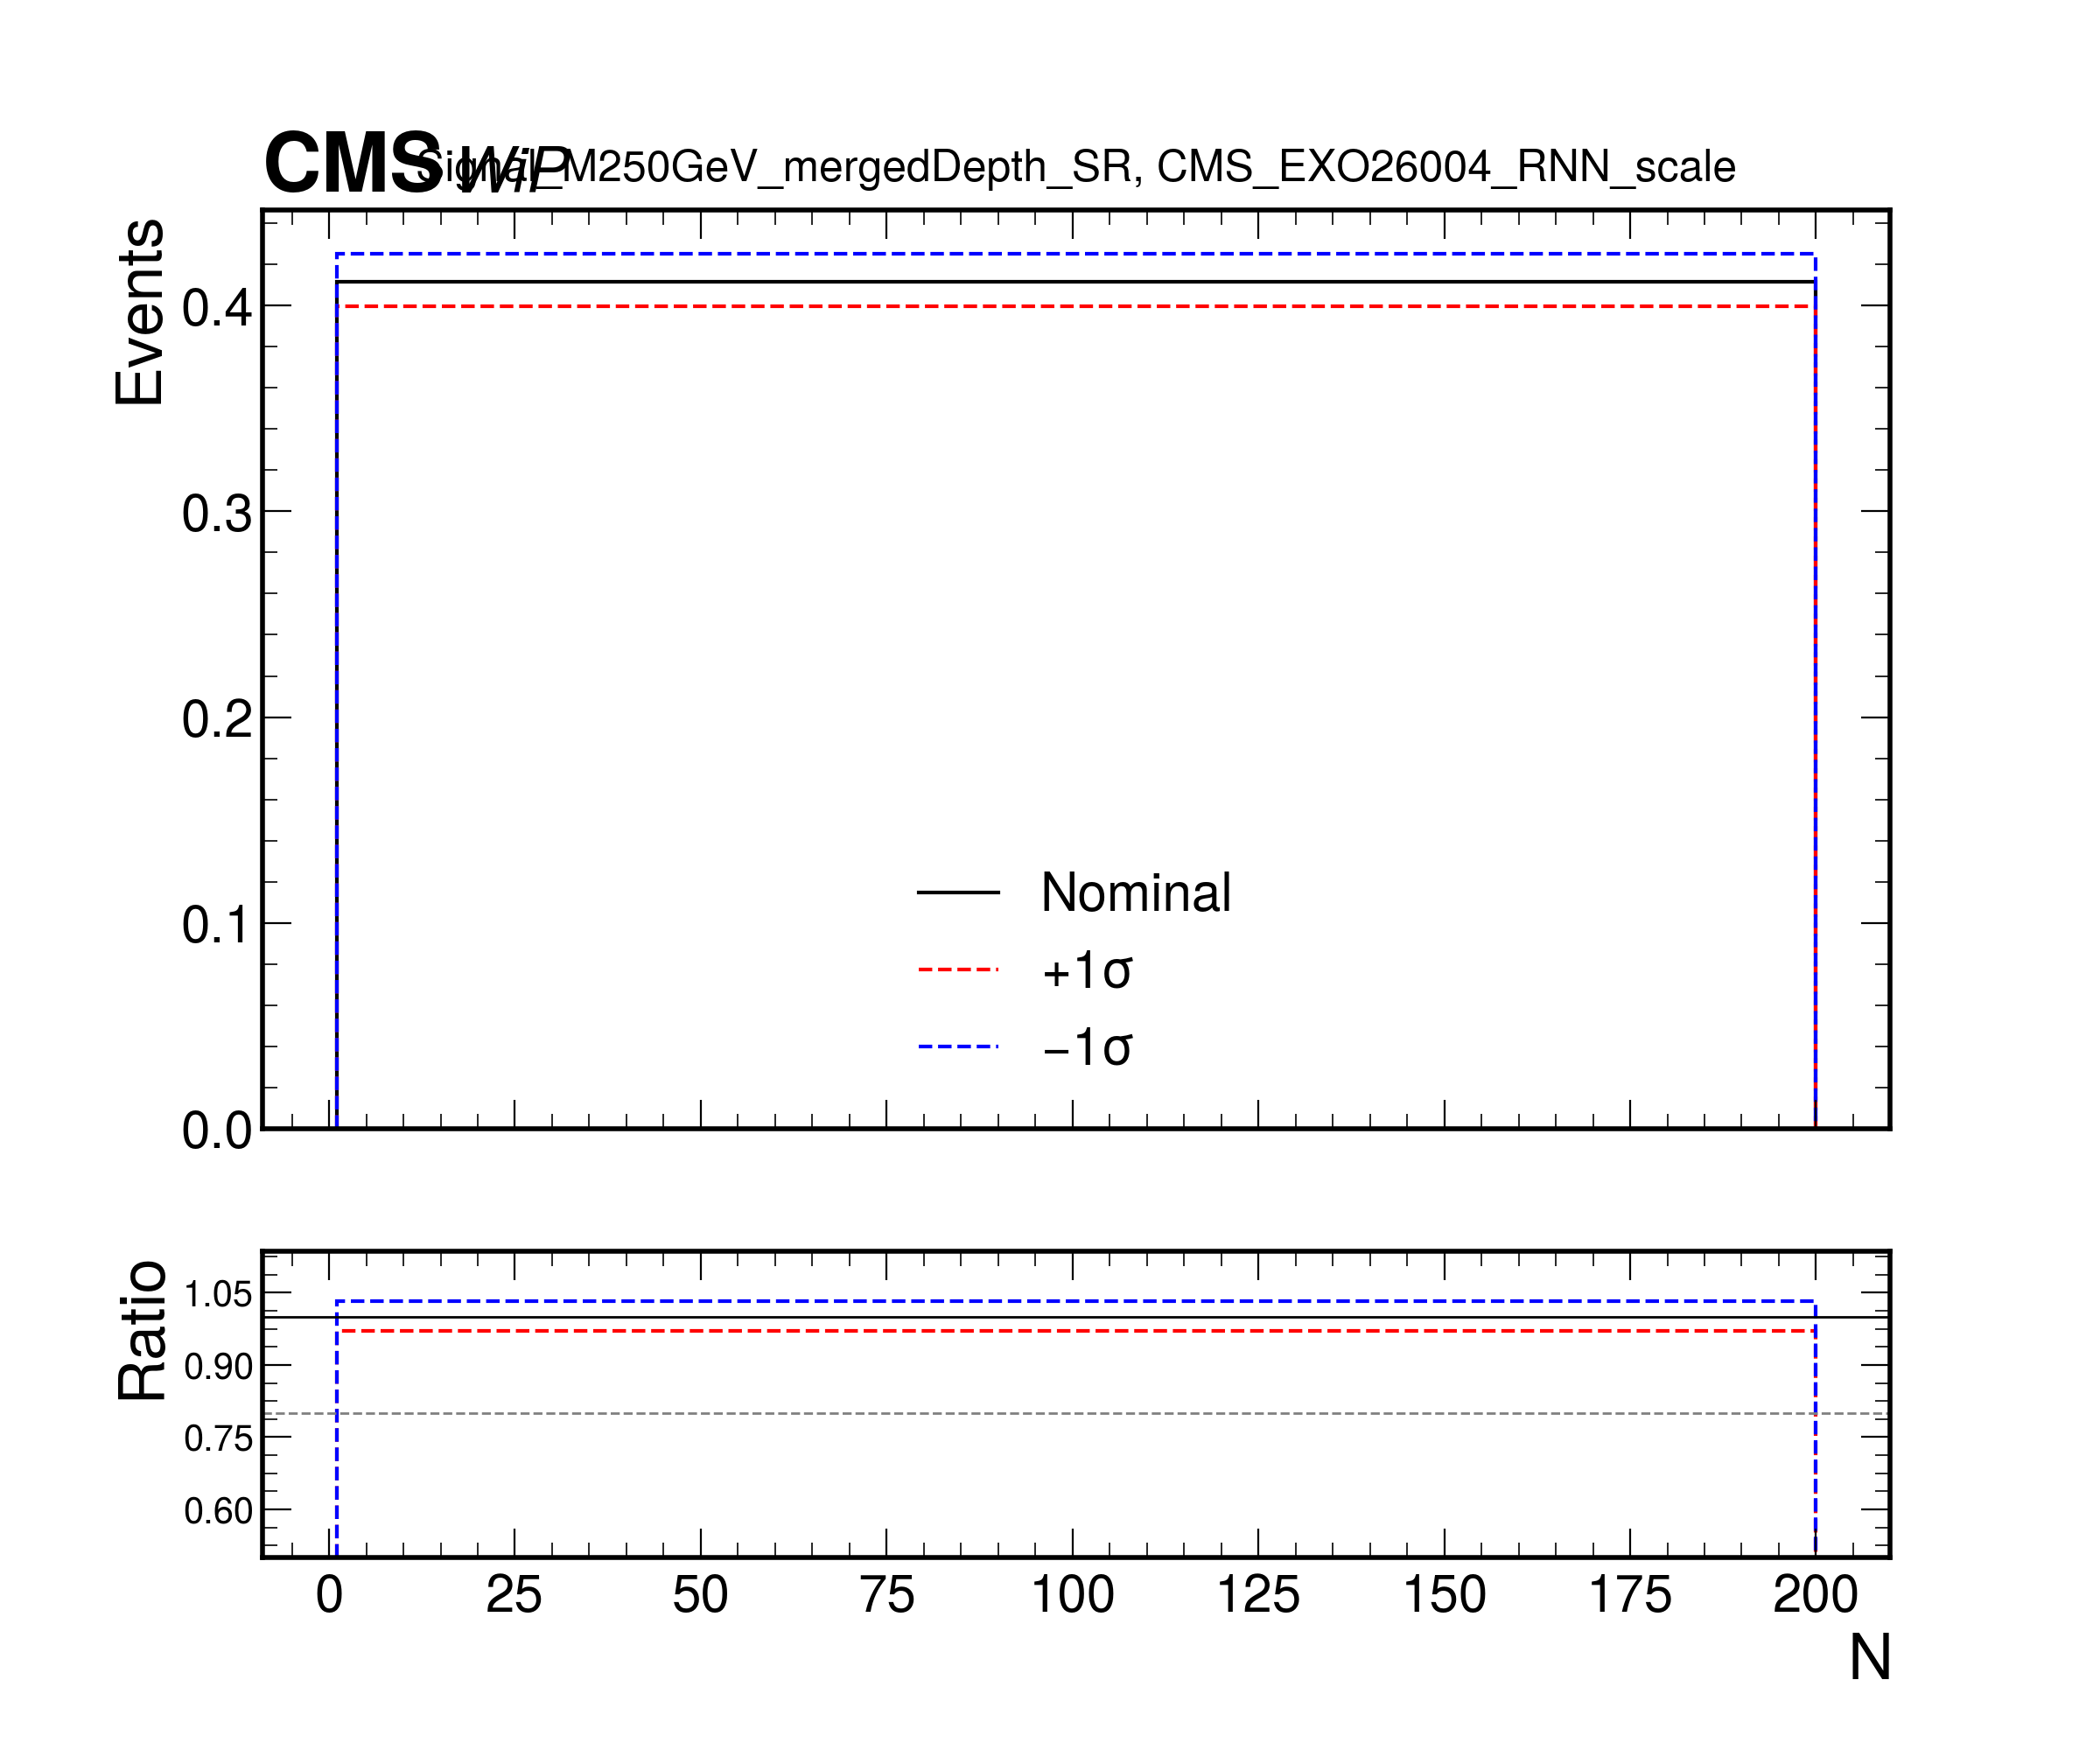 CMS WiP Signal_M250GeV_mergedDepth_SR, CMS_EXO26004_RNN_scale
Events
0.4
0.3
0.2
0.1
0.0
Nominal
+1σ
−1σ
Ratio
1.05
0.90
0.75
0.60
0 25 50 75 100 125 150 175 200
N